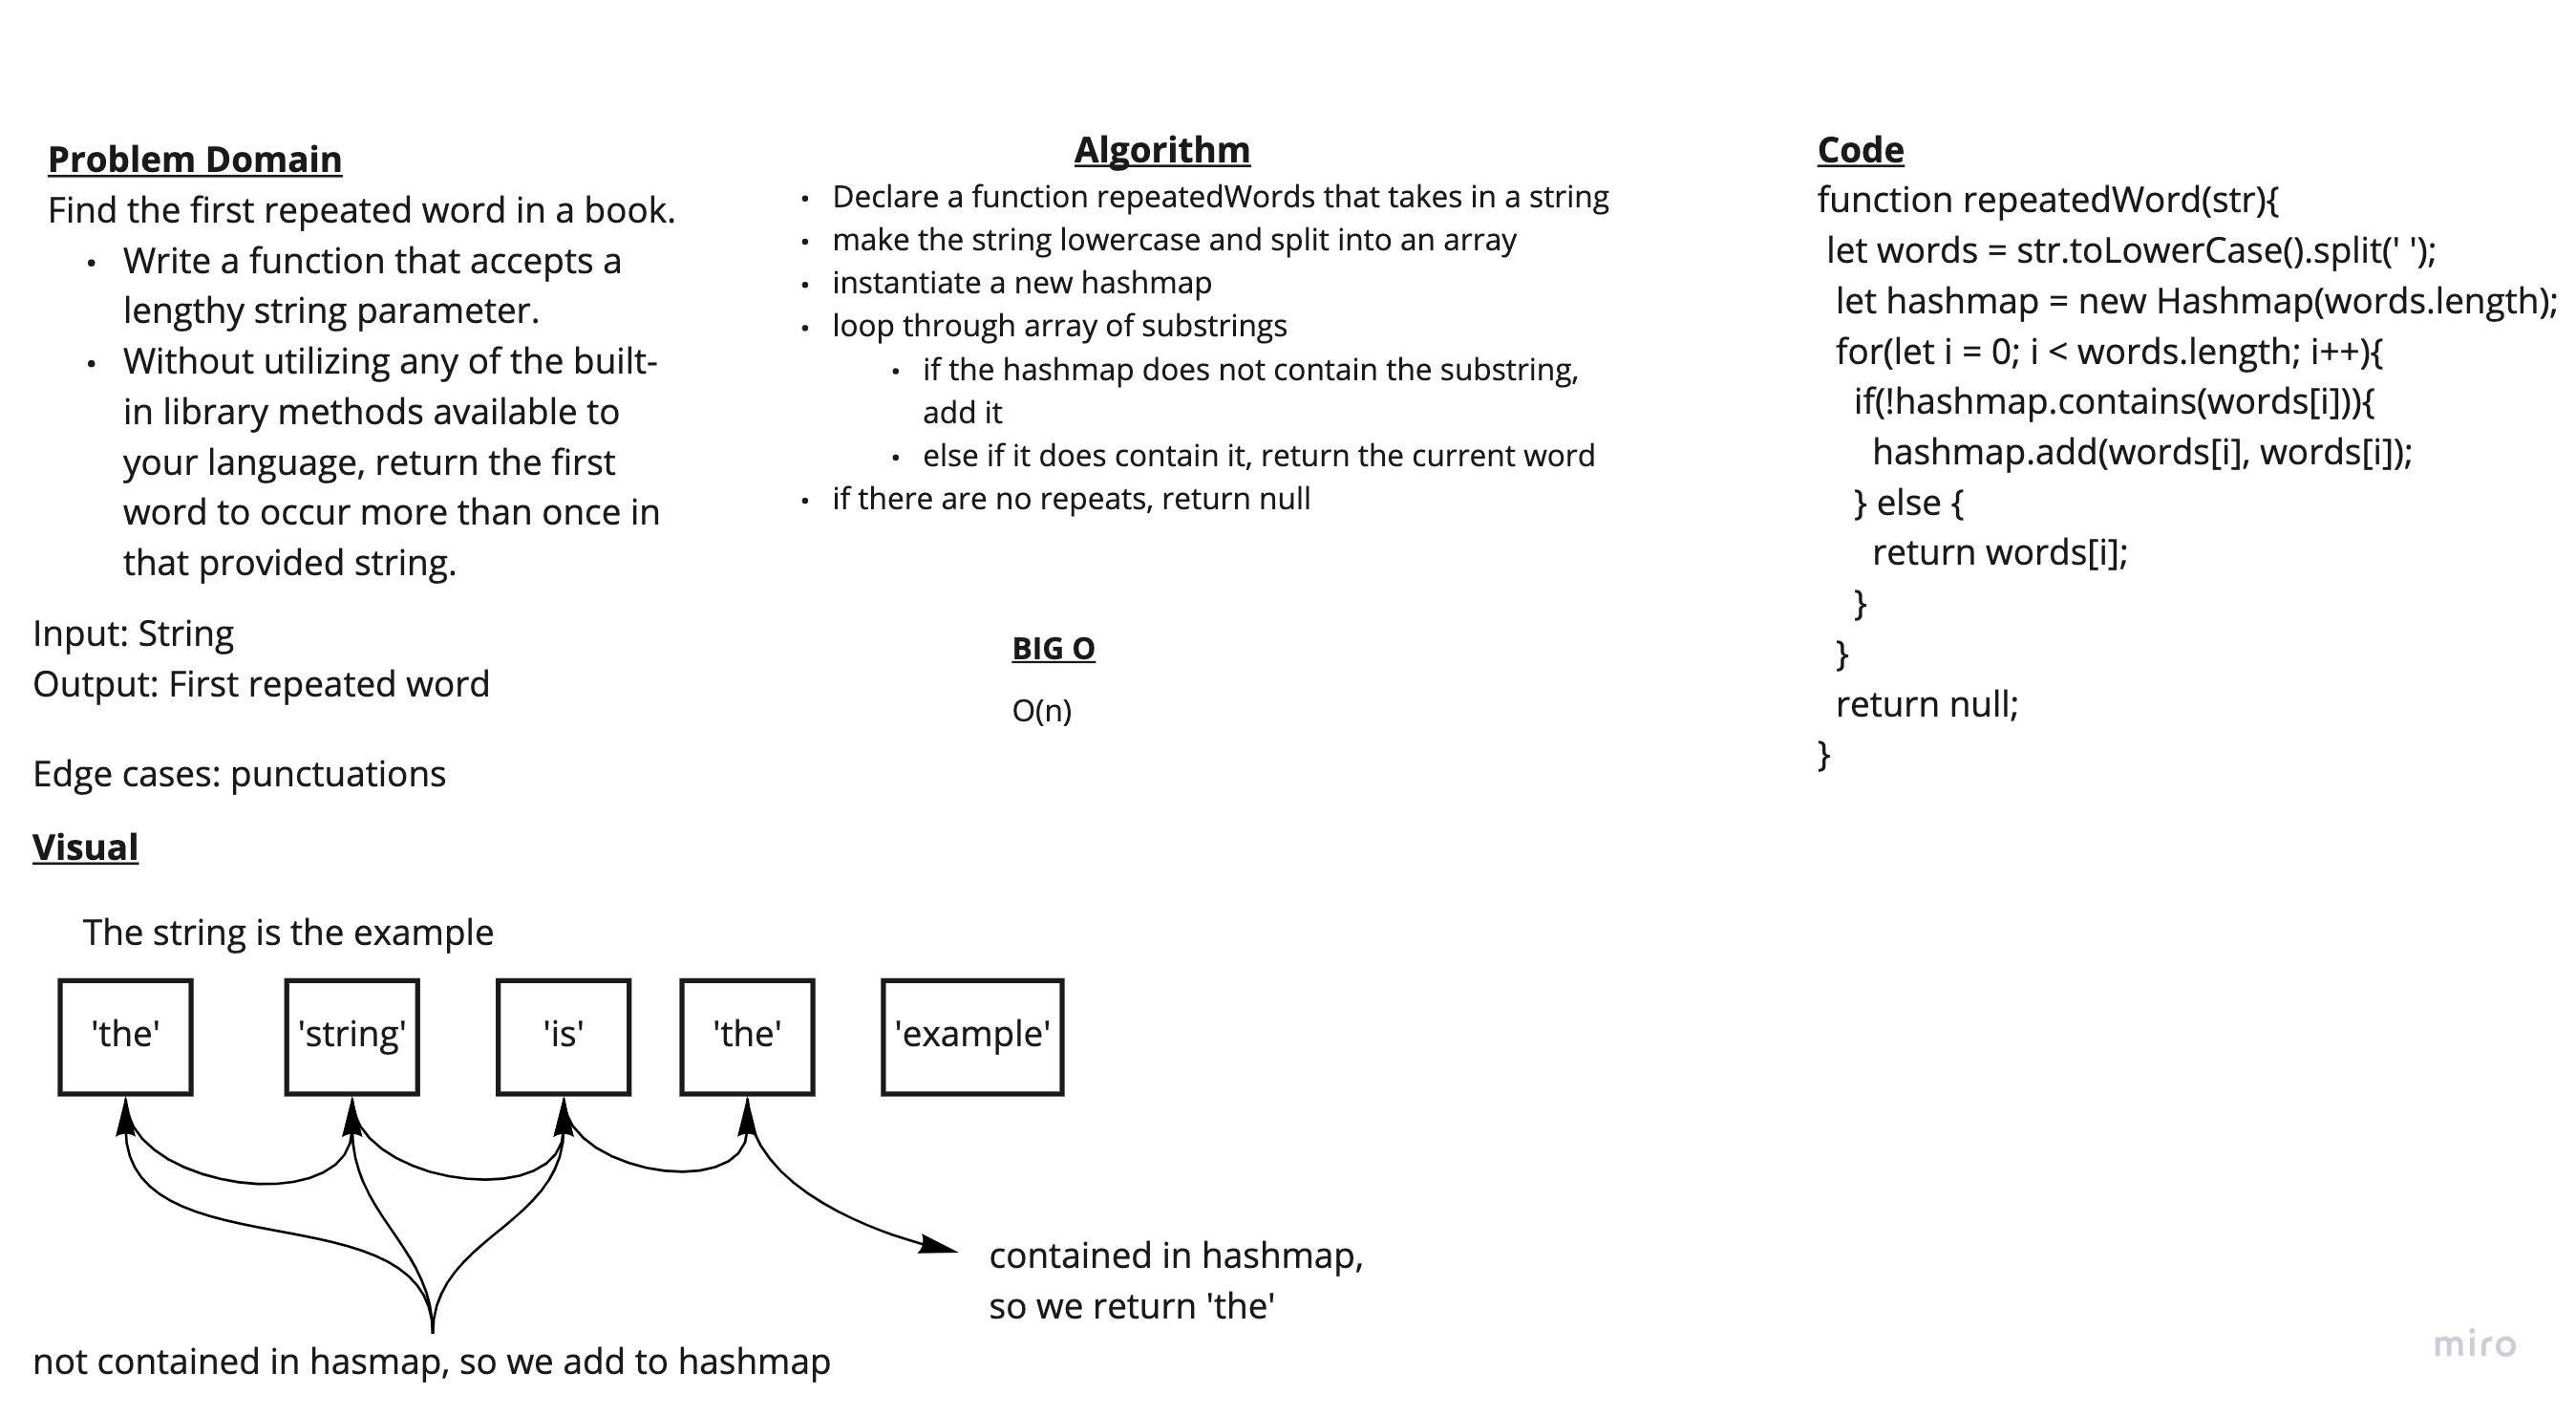 Problem Domain
Find the first repeated word in a book.
• Write a function that accepts a
lengthy string parameter.
• Without utilizing any of the built-
in library methods available to
your language, return the first
word to occur more than once in
that provided string.
Input: String
Output: First repeated word
Edge cases: punctuations
Algorithm
• Declare a function repeatedWords that takes in a string
• make the string lowercase and split into an array
• instantiate a new hashmap
• loop through array of substrings
• if the hashmap does not contain the substring,
add it
• else if it does contain it, return the current word
• if there are no repeats, return null
BIG O
O(n)
Code
function repeatedWord(str){
let words = str.toLowerCase().split(' ');
let hashmap = new Hashmap(words.length);
for(let i = 0; i < words.length; i++){
if(!hashmap.contains(words[i])){
hashmap.add(words[i], words[i]);
} else {
return words[i];
}
}
return null;
}
Visual
The string is the example
'the' 'string' 'is' 'the' 'example'
contained in hashmap,
so we return 'the'
not contained in hasmap, so we add to hashmap
miro